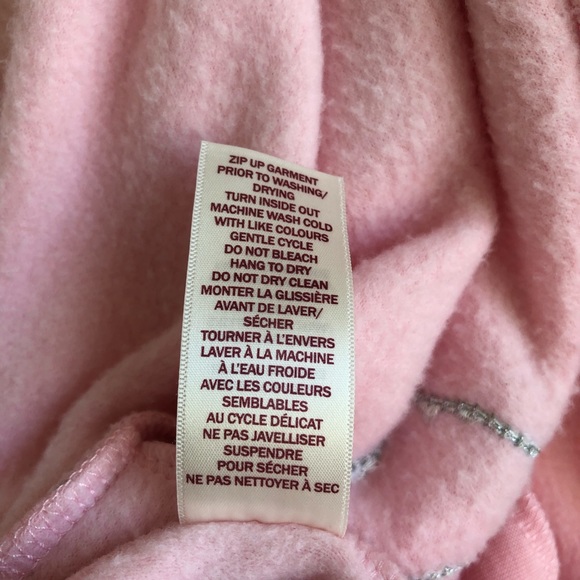 ZIP UP GARMENT
PRIOR TO WASHING/
DRYING
TURN INSIDE OUT
MACHINE WASH COLD
WITH LIKE COLOURS
GENTLE CYCLE
DO NOT BLEACH
HANG TO DRY
DO NOT DRY CLEAN
MONTER LA GLISSIÈRE
AVANT DE LAVER/
SÉCHER
TOURNER À L'ENVERS
LAVER À LA MACHINE
À L'EAU FROIDE
AVEC LES COULEURS
SEMBLABLES
AU CYCLE DÉLICAT
NE PAS JAVELLISER
SUSPENDRE
POUR SÉCHER
NE PAS NETTOYER À SEC